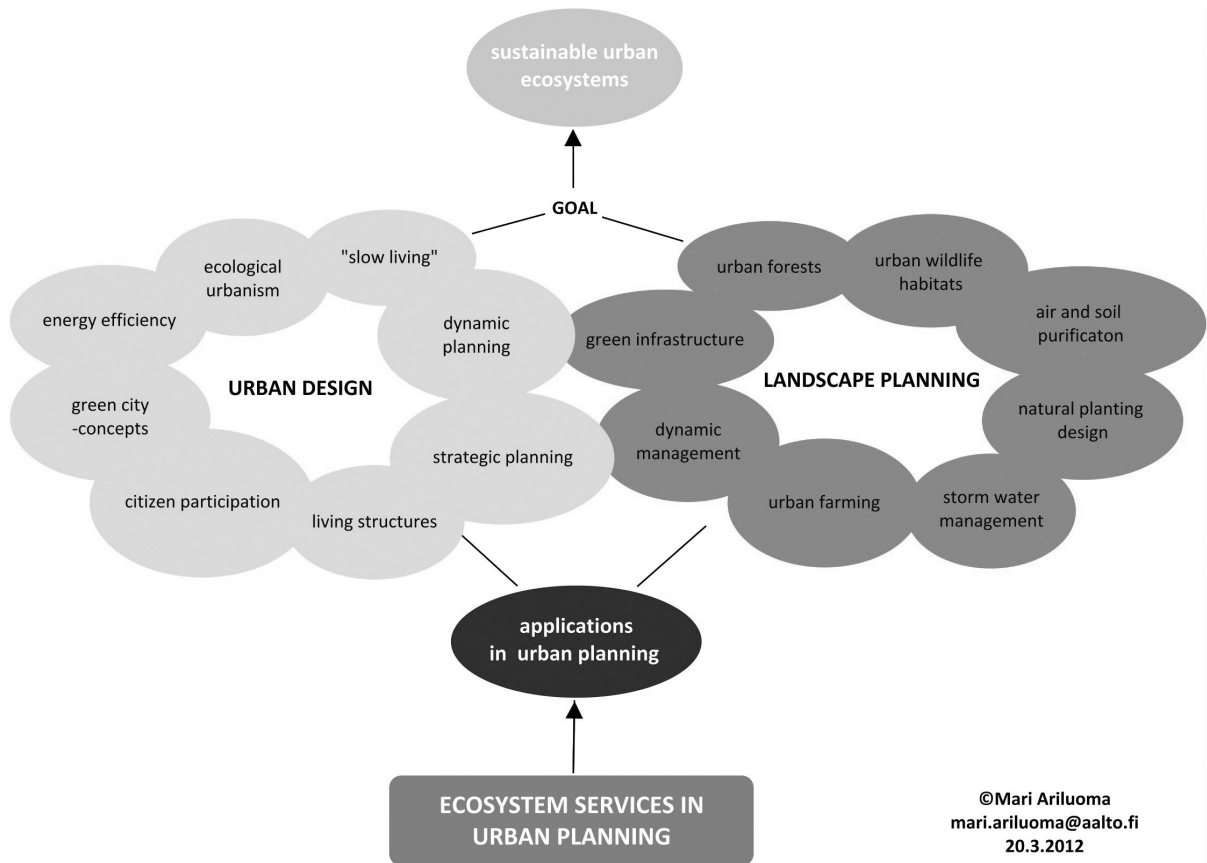 sustainable urban
ecosystems
GOAL
"slow living"
ecological
urbanism
energy efficiency
dynamic
planning
URBAN DESIGN
green city
-concepts
strategic planning
citizen participation
living structures
urban forests
urban wildlife
habitats
air and soil
purificaton
green infrastructure
LANDSCAPE PLANNING
natural planting
design
dynamic
management
urban farming
storm water
management
applications
in urban planning
ECOSYSTEM SERVICES IN
URBAN PLANNING
©Mari Ariluoma
mari.ariluoma@aalto.fi
20.3.2012